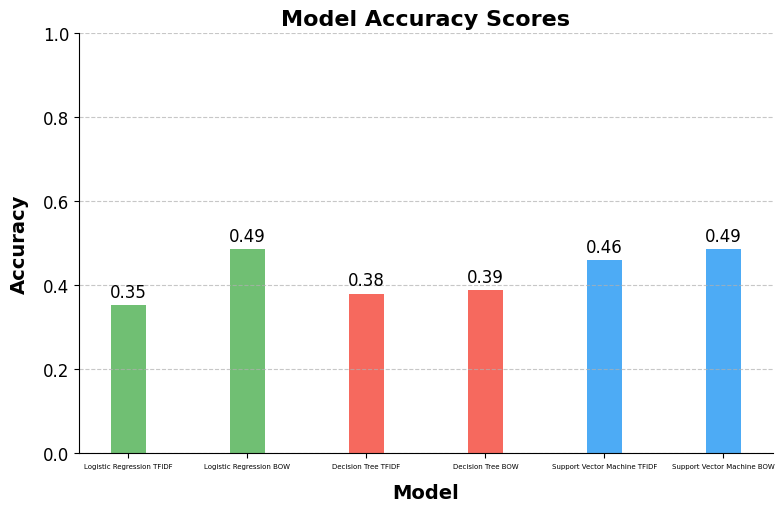 Model Accuracy Scores
1.0
0.8
0.6
0.4
0.2
0.0
Accuracy
0.35
0.49
0.38
0.39
0.46
0.49
Logistic Regression TFIDF
Logistic Regression BOW
Decision Tree TFIDF
Decision Tree BOW
Support Vector Machine TFIDF
Support Vector Machine BOW
Model